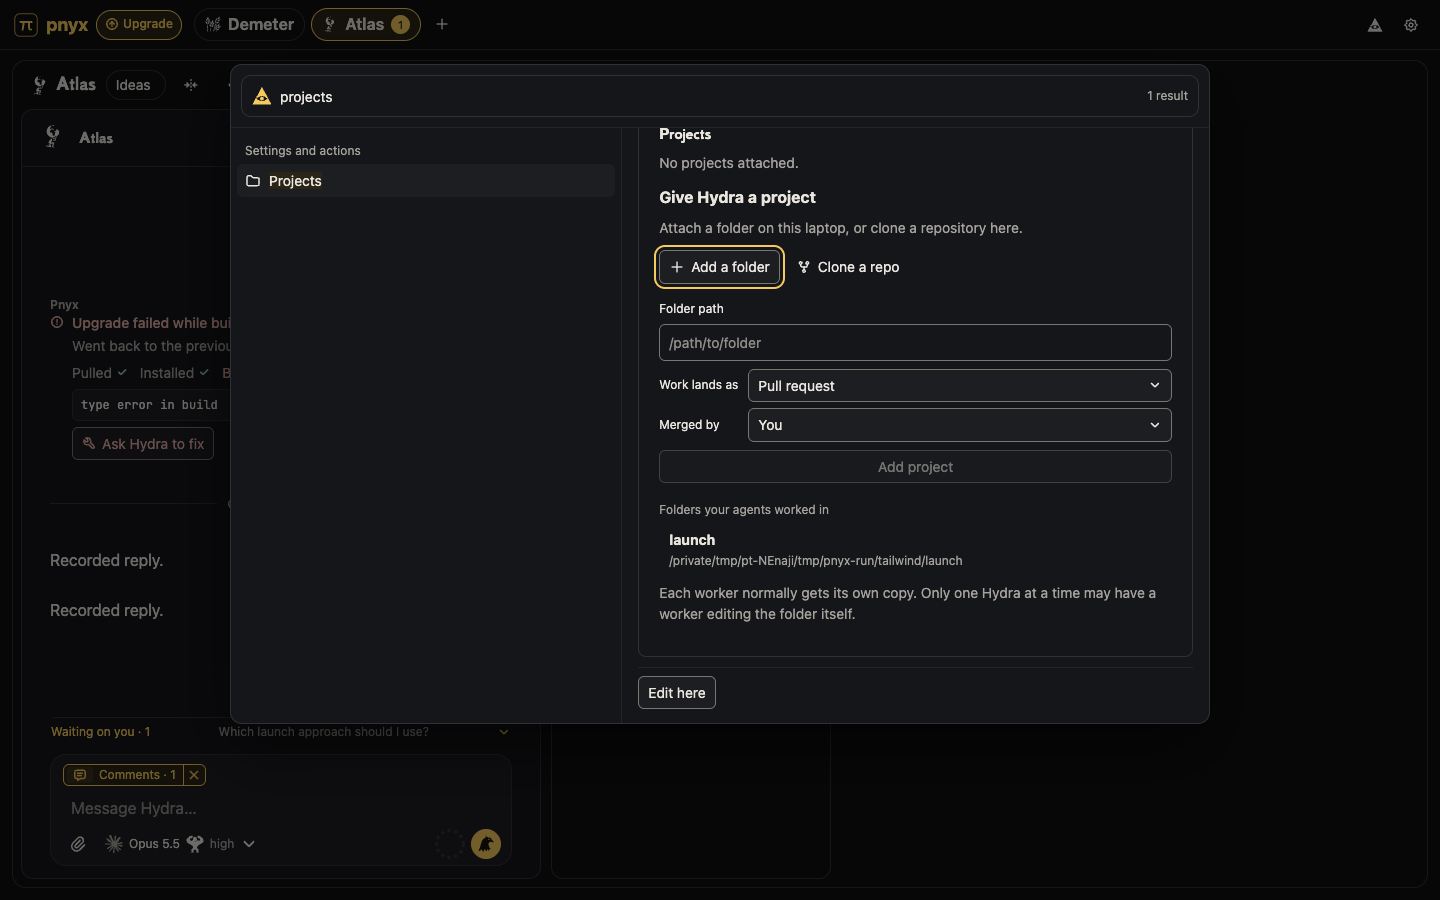 π pnyx Upgrade Demeter Atlas 1
Atlas Ideas
Atlas
projects 1 result
Settings and actions
Projects
Projects
No projects attached.
Give Hydra a project
Attach a folder on this laptop, or clone a repository here.
Add a folder Clone a repo
Folder path
/path/to/folder
Work lands as Pull request
Merged by You
Add project
Folders your agents worked in
launch
/private/tmp/pt-NEnaji/tmp/pnyx-run/tailwind/launch
Each worker normally gets its own copy. Only one Hydra at a time may have a
worker editing the folder itself.
Edit here
Pnyx
Upgrade failed while bui
Went back to the previou
Pulled Installed B
type error in build
Ask Hydra to fix
Recorded reply.
Recorded reply.
Waiting on you · 1 Which launch approach should I use?
Comments · 1
Message Hydra...
Opus 5.5 high